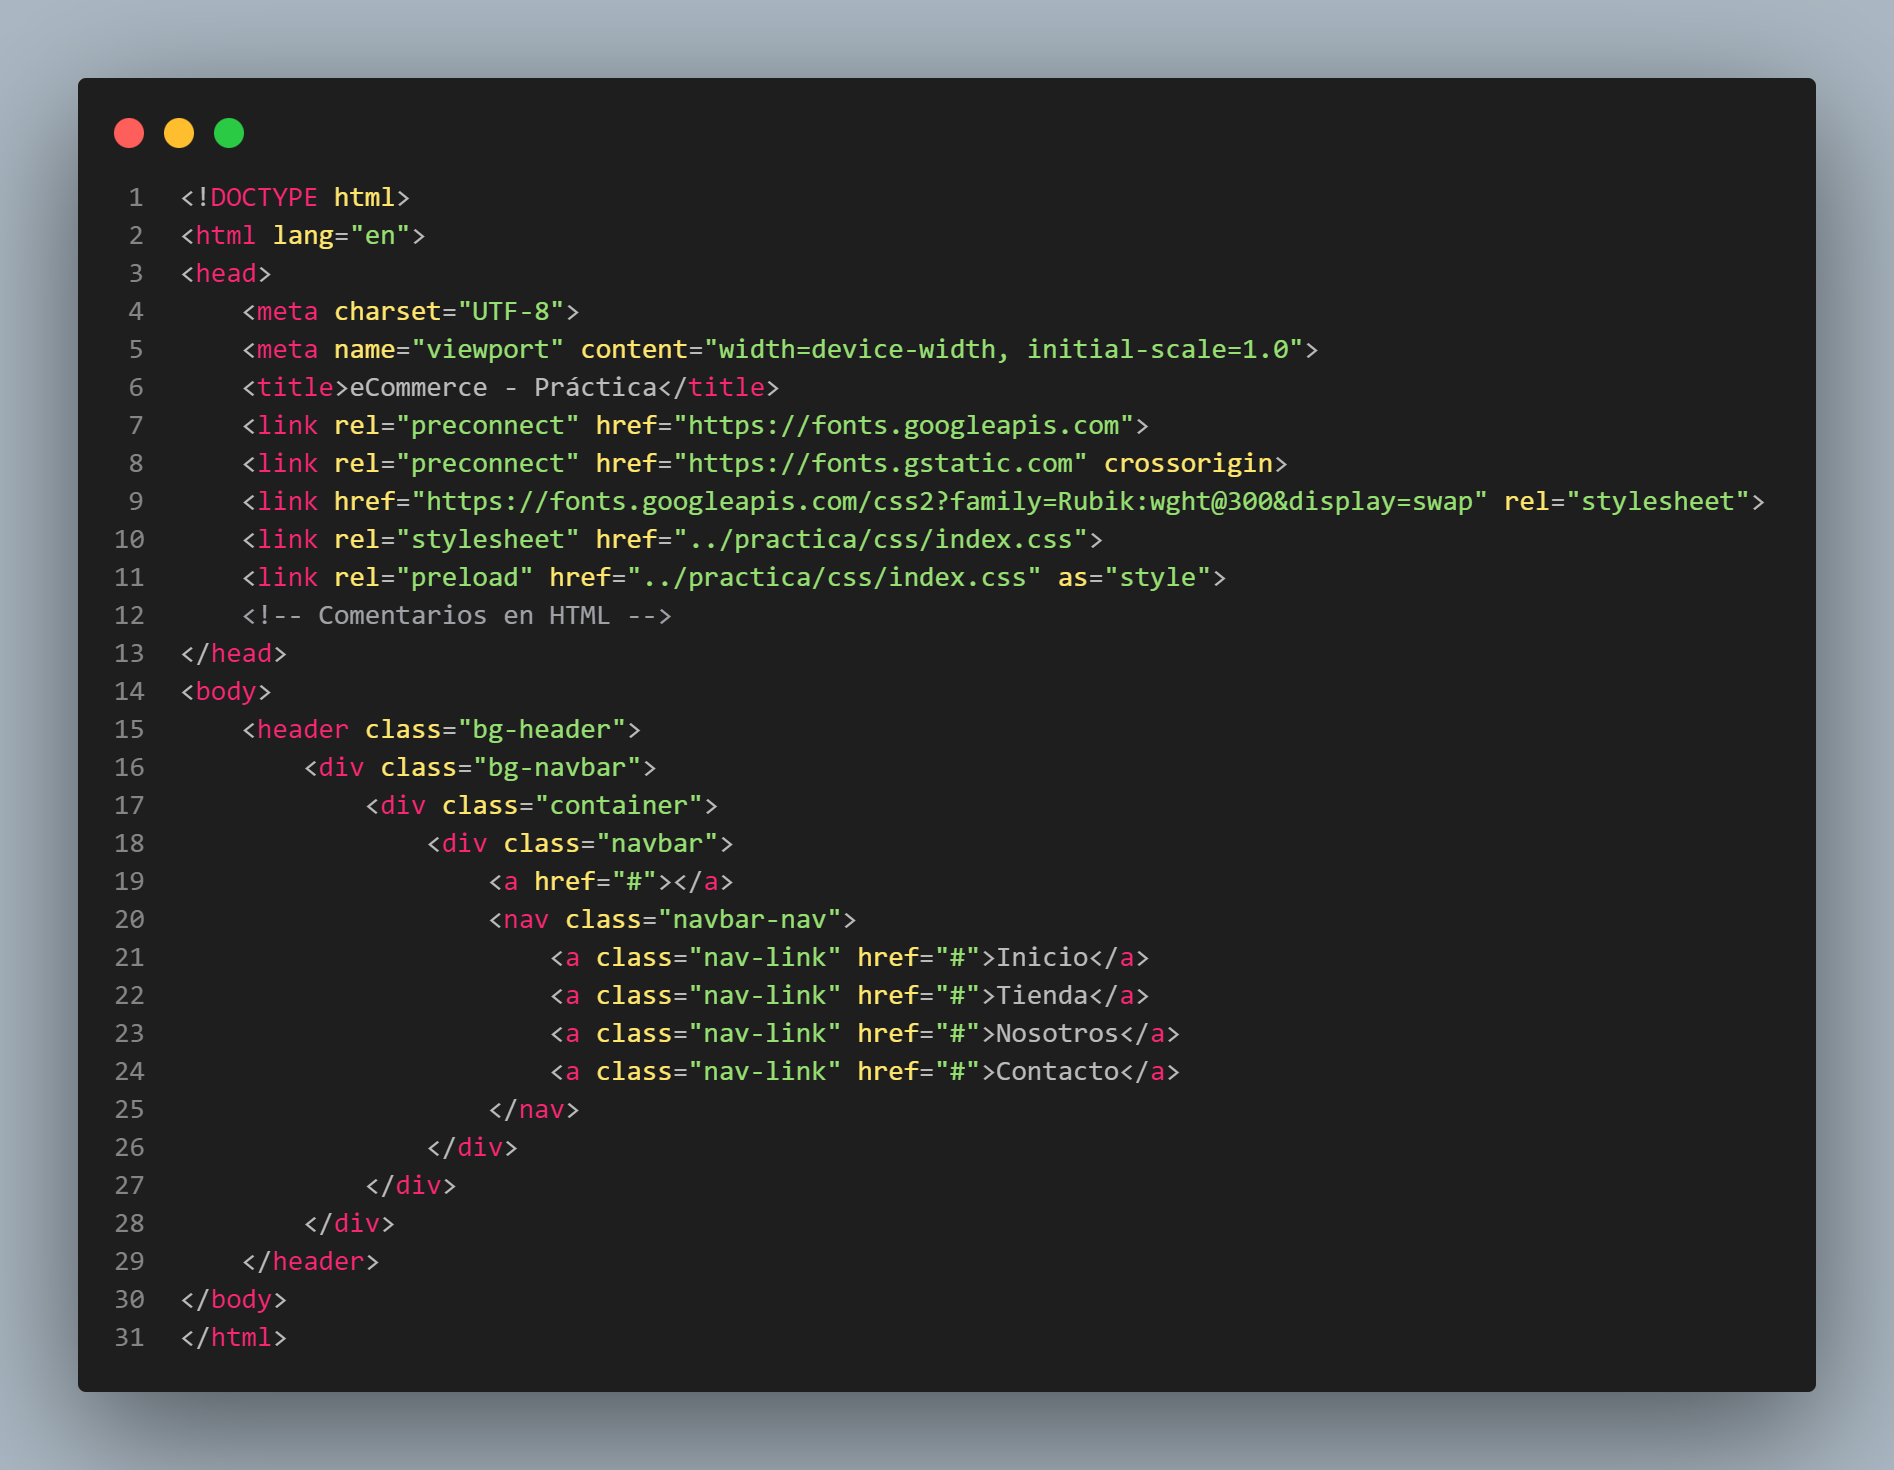 1 <!DOCTYPE html>
2 <html lang="en">
3 <head>
4     <meta charset="UTF-8">
5     <meta name="viewport" content="width=device-width, initial-scale=1.0">
6     <title>eCommerce - Práctica</title>
7     <link rel="preconnect" href="https://fonts.googleapis.com">
8     <link rel="preconnect" href="https://fonts.gstatic.com" crossorigin>
9     <link href="https://fonts.googleapis.com/css2?family=Rubik:wght@300&display=swap" rel="stylesheet">
10     <link rel="stylesheet" href="../practica/css/index.css">
11     <link rel="preload" href="../practica/css/index.css" as="style">
12     <!-- Comentarios en HTML -->
13 </head>
14 <body>
15     <header class="bg-header">
16         <div class="bg-navbar">
17             <div class="container">
18                 <div class="navbar">
19                     <a href="#"></a>
20                     <nav class="navbar-nav">
21                         <a class="nav-link" href="#">Inicio</a>
22                         <a class="nav-link" href="#">Tienda</a>
23                         <a class="nav-link" href="#">Nosotros</a>
24                         <a class="nav-link" href="#">Contacto</a>
25                     </nav>
26                 </div>
27             </div>
28         </div>
29     </header>
30 </body>
31 </html>